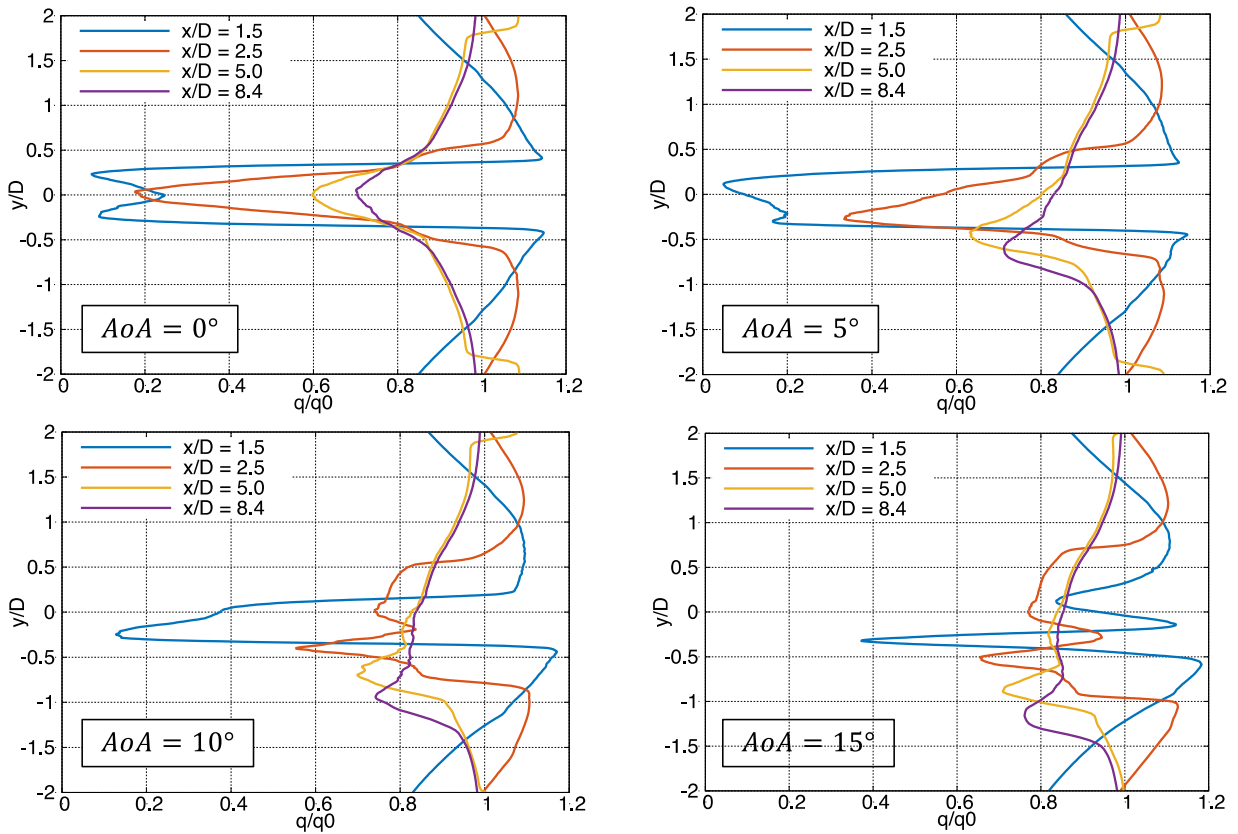 x/D = 1.5
x/D = 2.5
x/D = 5.0
x/D = 8.4
2
1.5
1
0.5
0
-0.5
-1
-1.5
-2
y/D
AoA = 0°
0
0.2
0.4
0.6
0.8
1
1.2
q/q0
x/D = 1.5
x/D = 2.5
x/D = 5.0
x/D = 8.4
2
1.5
1
0.5
0
-0.5
-1
-1.5
-2
y/D
AoA = 5°
0
0.2
0.4
0.6
0.8
1
1.2
q/q0
x/D = 1.5
x/D = 2.5
x/D = 5.0
x/D = 8.4
2
1.5
1
0.5
0
-0.5
-1
-1.5
-2
y/D
AoA = 10°
0
0.2
0.4
0.6
0.8
1
1.2
q/q0
x/D = 1.5
x/D = 2.5
x/D = 5.0
x/D = 8.4
2
1.5
1
0.5
0
-0.5
-1
-1.5
-2
y/D
AoA = 15°
0
0.2
0.4
0.6
0.8
1
1.2
q/q0